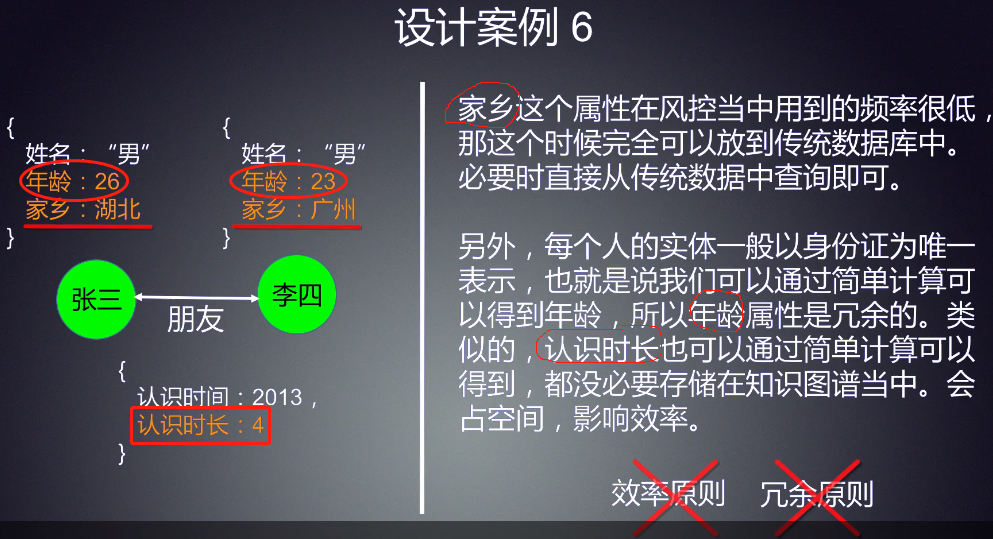 设计案例 6
{
姓名：“男”
年龄：26
家乡：湖北
}
{
姓名：“男”
年龄：23
家乡：广州
}
张三
李四
朋友
{
认识时间：2013，
认识时长：4
}
家乡这个属性在风控当中用到的频率很低，
那这个时候完全可以放到传统数据库中。
必要时直接从传统数据中查询即可。
另外，每个人的实体一般以身份证为唯一
表示，也就是说我们可以通过简单计算可
以得到年龄，所以年龄属性是冗余的。类
似的，认识时长也可以通过简单计算可以
得到，都没必要存储在知识图谱当中。会
占空间，影响效率。
效率原则
冗余原则